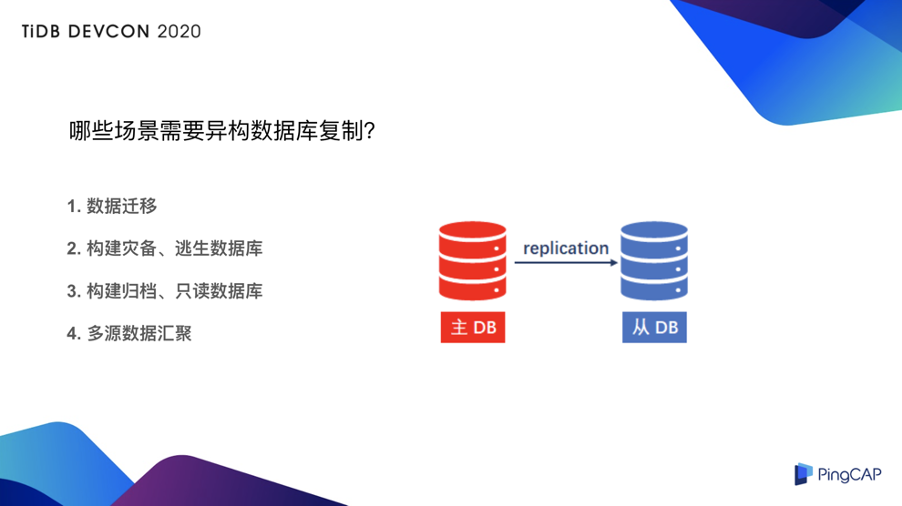 TiDB DEVCON 2020
哪些场景需要异构数据库复制?
1. 数据迁移
2. 构建灾备、逃生数据库
3. 构建归档、只读数据库
4. 多源数据汇聚
replication
主 DB
从 DB
PingCAP